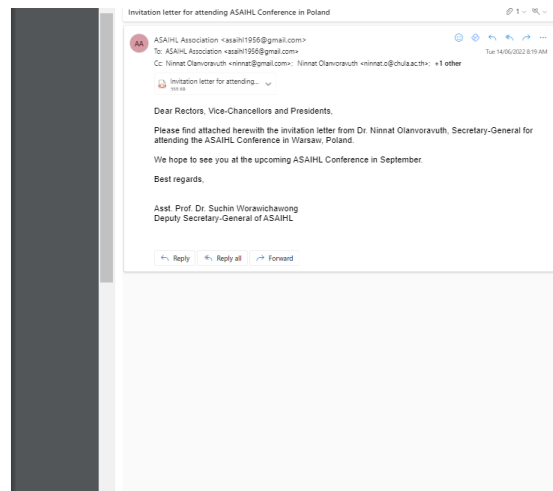 Invitation letter for attending ASAIHL Conference in Poland
1
AA
ASAIHL Association <asaihl1956@gmail.com>
To: ASAIHL Association <asaihl1956@gmail.com>
Tue 14/06/2022 8:19 AM
Cc: Ninnat Olanvoravuth <ninnat@gmail.com>; Ninnat Olanvoravuth <ninnat.o@chula.ac.th>; +1 other
Invitation letter for attending...
Dear Rectors, Vice-Chancellors and Presidents,
Please find attached herewith the invitation letter from Dr. Ninnat Olanvoravuth, Secretary-General for
attending the ASAIHL Conference in Warsaw, Poland.
We hope to see you at the upcoming ASAIHL Conference in September.
Best regards,
Asst. Prof. Dr. Suchin Worawichawong
Deputy Secretary-General of ASAIHL
Reply Reply all Forward